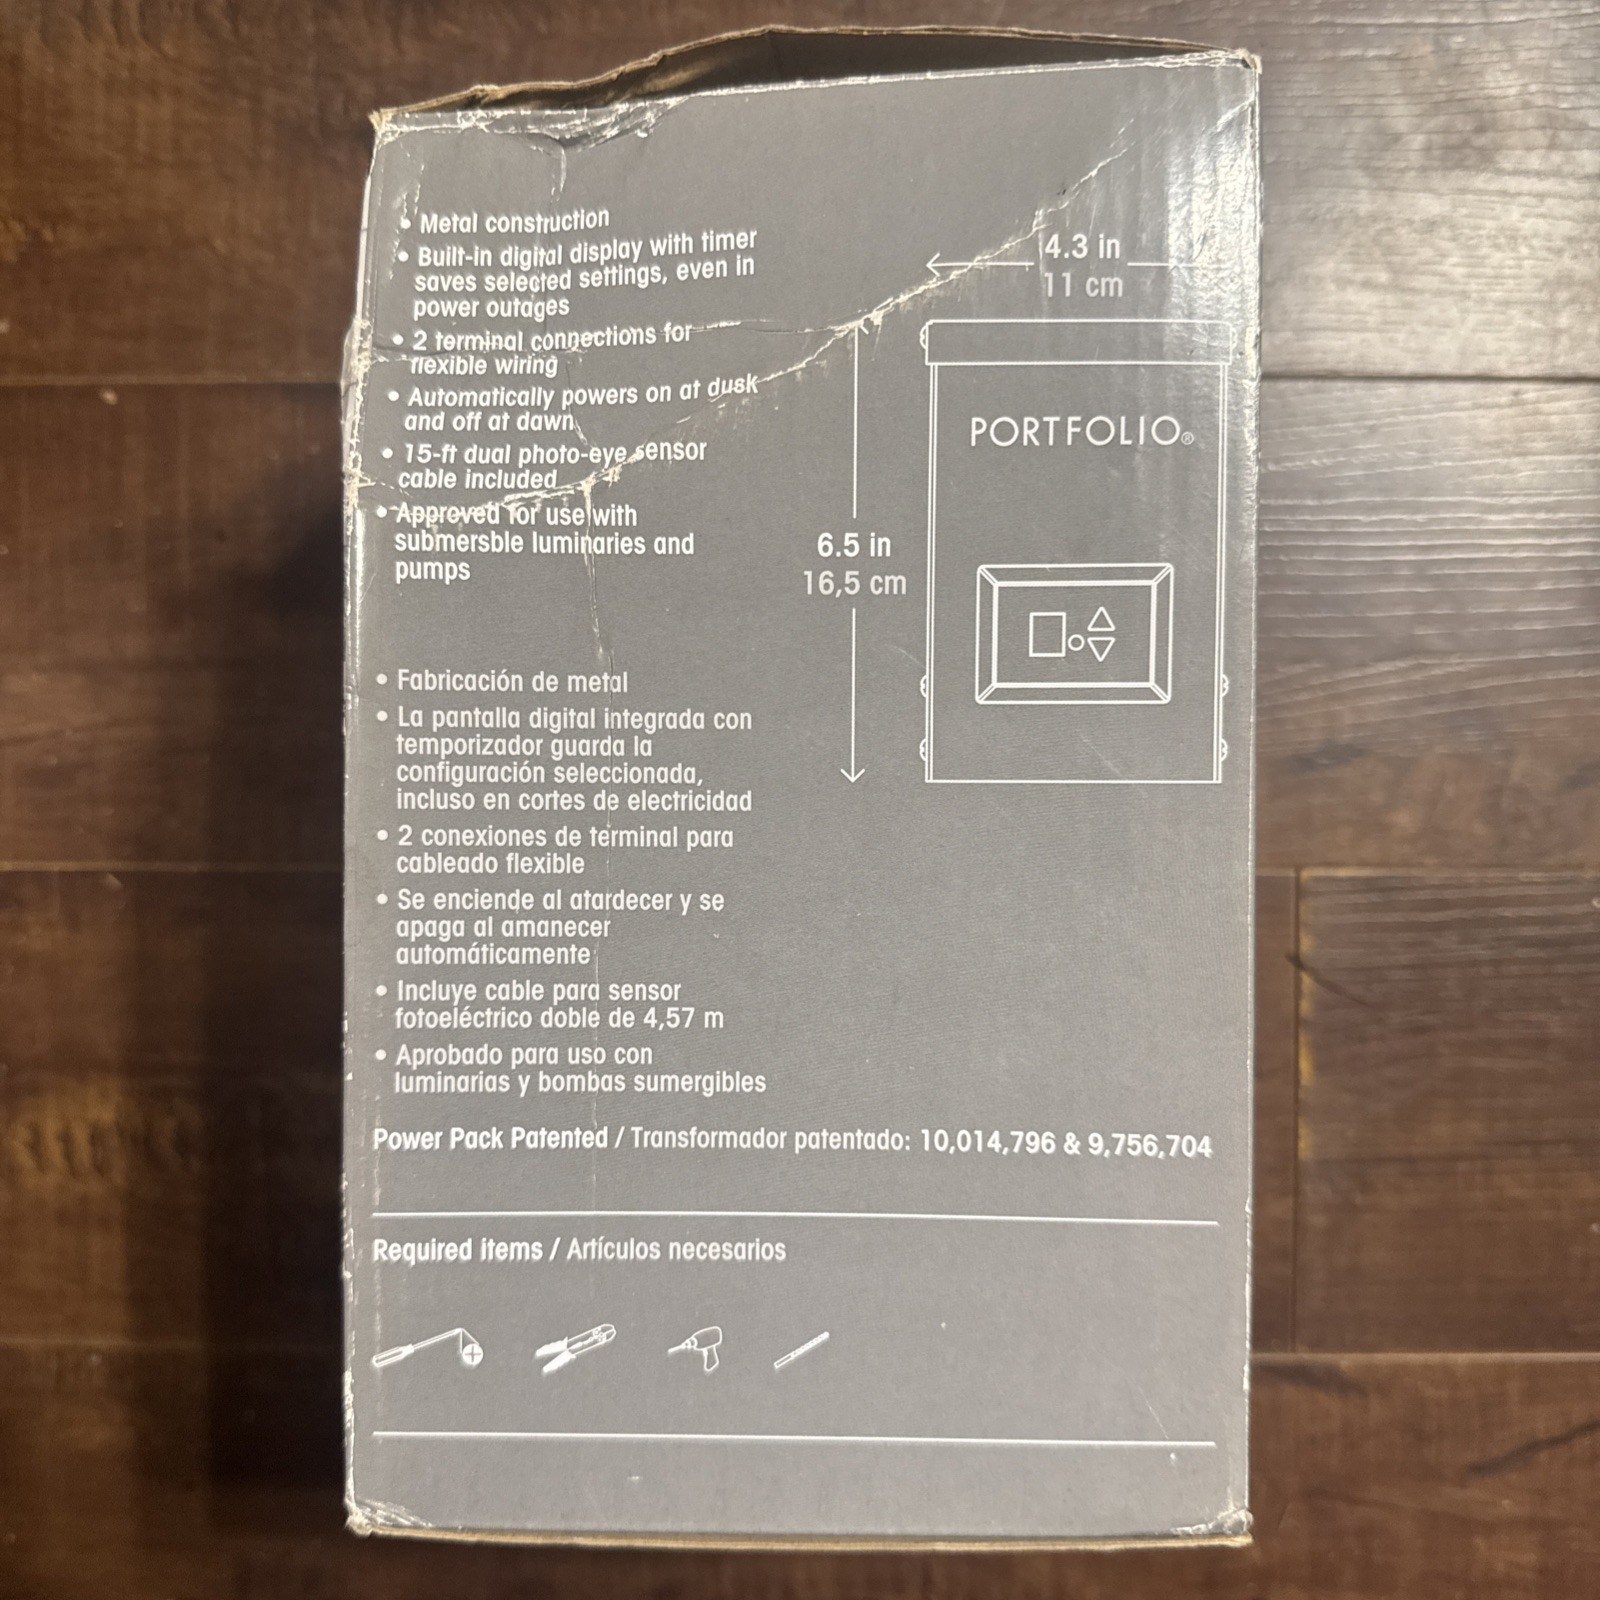 • Metal construction
• Built-in digital display with timer
saves selected settings, even in
power outages
• 2 terminal connections for
flexible wiring
• Automatically powers on at dusk
and off at dawn
• 15-ft dual photo-eye sensor
cable included
• Approved for use with
submersble luminaries and
pumps
4.3 in
11 cm
PORTFOLIO®
6.5 in
16,5 cm
• Fabricación de metal
• La pantalla digital integrada con
temporizador guarda la
configuración seleccionada,
incluso en cortes de electricidad
• 2 conexiones de terminal para
cableado flexible
• Se enciende al atardecer y se
apaga al amanecer
automáticamente
• Incluye cable para sensor
fotoeléctrico doble de 4,57 m
• Aprobado para uso con
luminarias y bombas sumergibles
Power Pack Patented / Transformador patentado: 10,014,796 & 9,756,704
Required items / Artículos necesarios